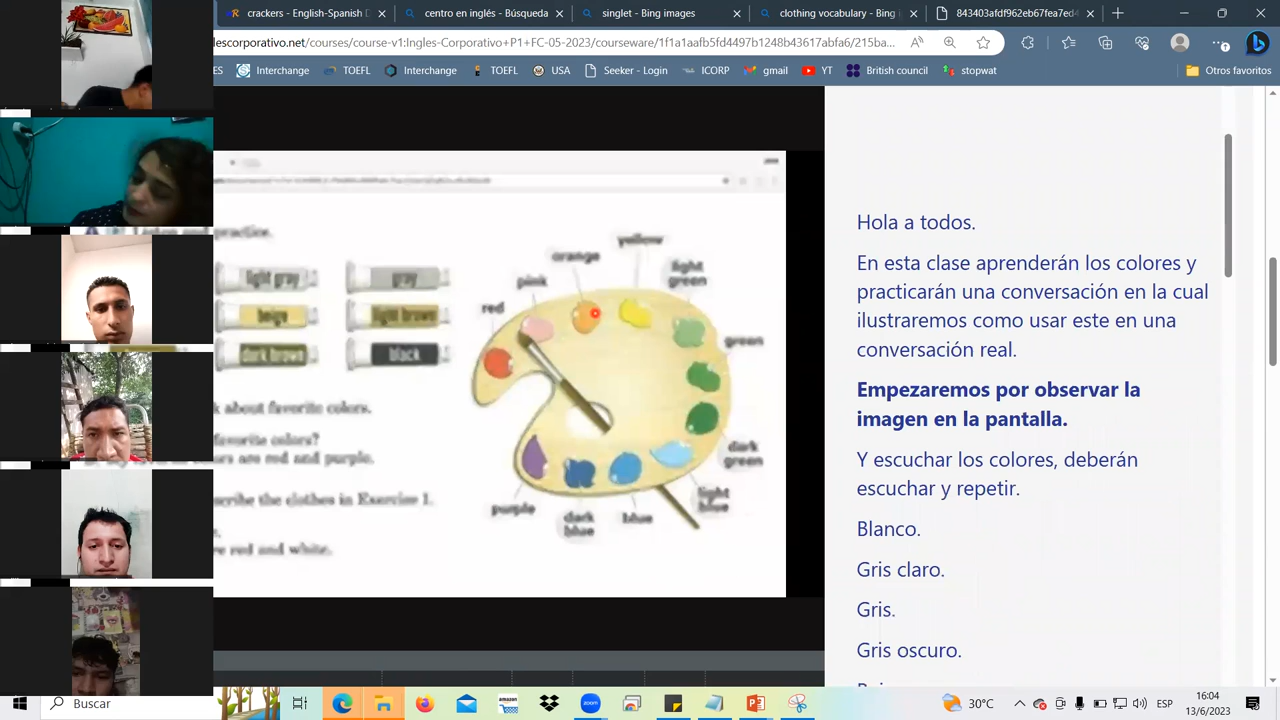 crackers - English-Spanish D
centro en inglés - Búsqued
singlet - Bing images
ocabulary - Bing i
lescorporativo.net/courses/course-v1:Ingles-Corporativo+P1+FC-05-2023/courseware/1f1a1aafb5fd4497b1248b43617abfa6/215ba...
ES
Interchange
TOEFL
Interchange
TOEFL
USA
Seeker - Login
ICORP
gmail
YT
British council
stopwat
Otros favoritos
practice.
light gray
gray
beige
light brown
dark brown
black
k about favorite colors.
favorite colors?
favorite colors are red and purple.
scribe the clothes in Exercise 1.
re red and white.
red
pink
orange
yellow
light
green
green
dark
green
light
blue
blue
dark
blue
purple
Hola a todos.
En esta clase aprenderán los colores y
practicarán una conversación en la cual
ilustraremos como usar este en una
conversación real.
Empezaremos por observar la
imagen en la pantalla.
Y escuchar los colores, deberán
escuchar y repetir.
Blanco.
Gris claro.
Gris.
Gris oscuro.
Buscar
30°C
ESP
16:04
13/6/2023